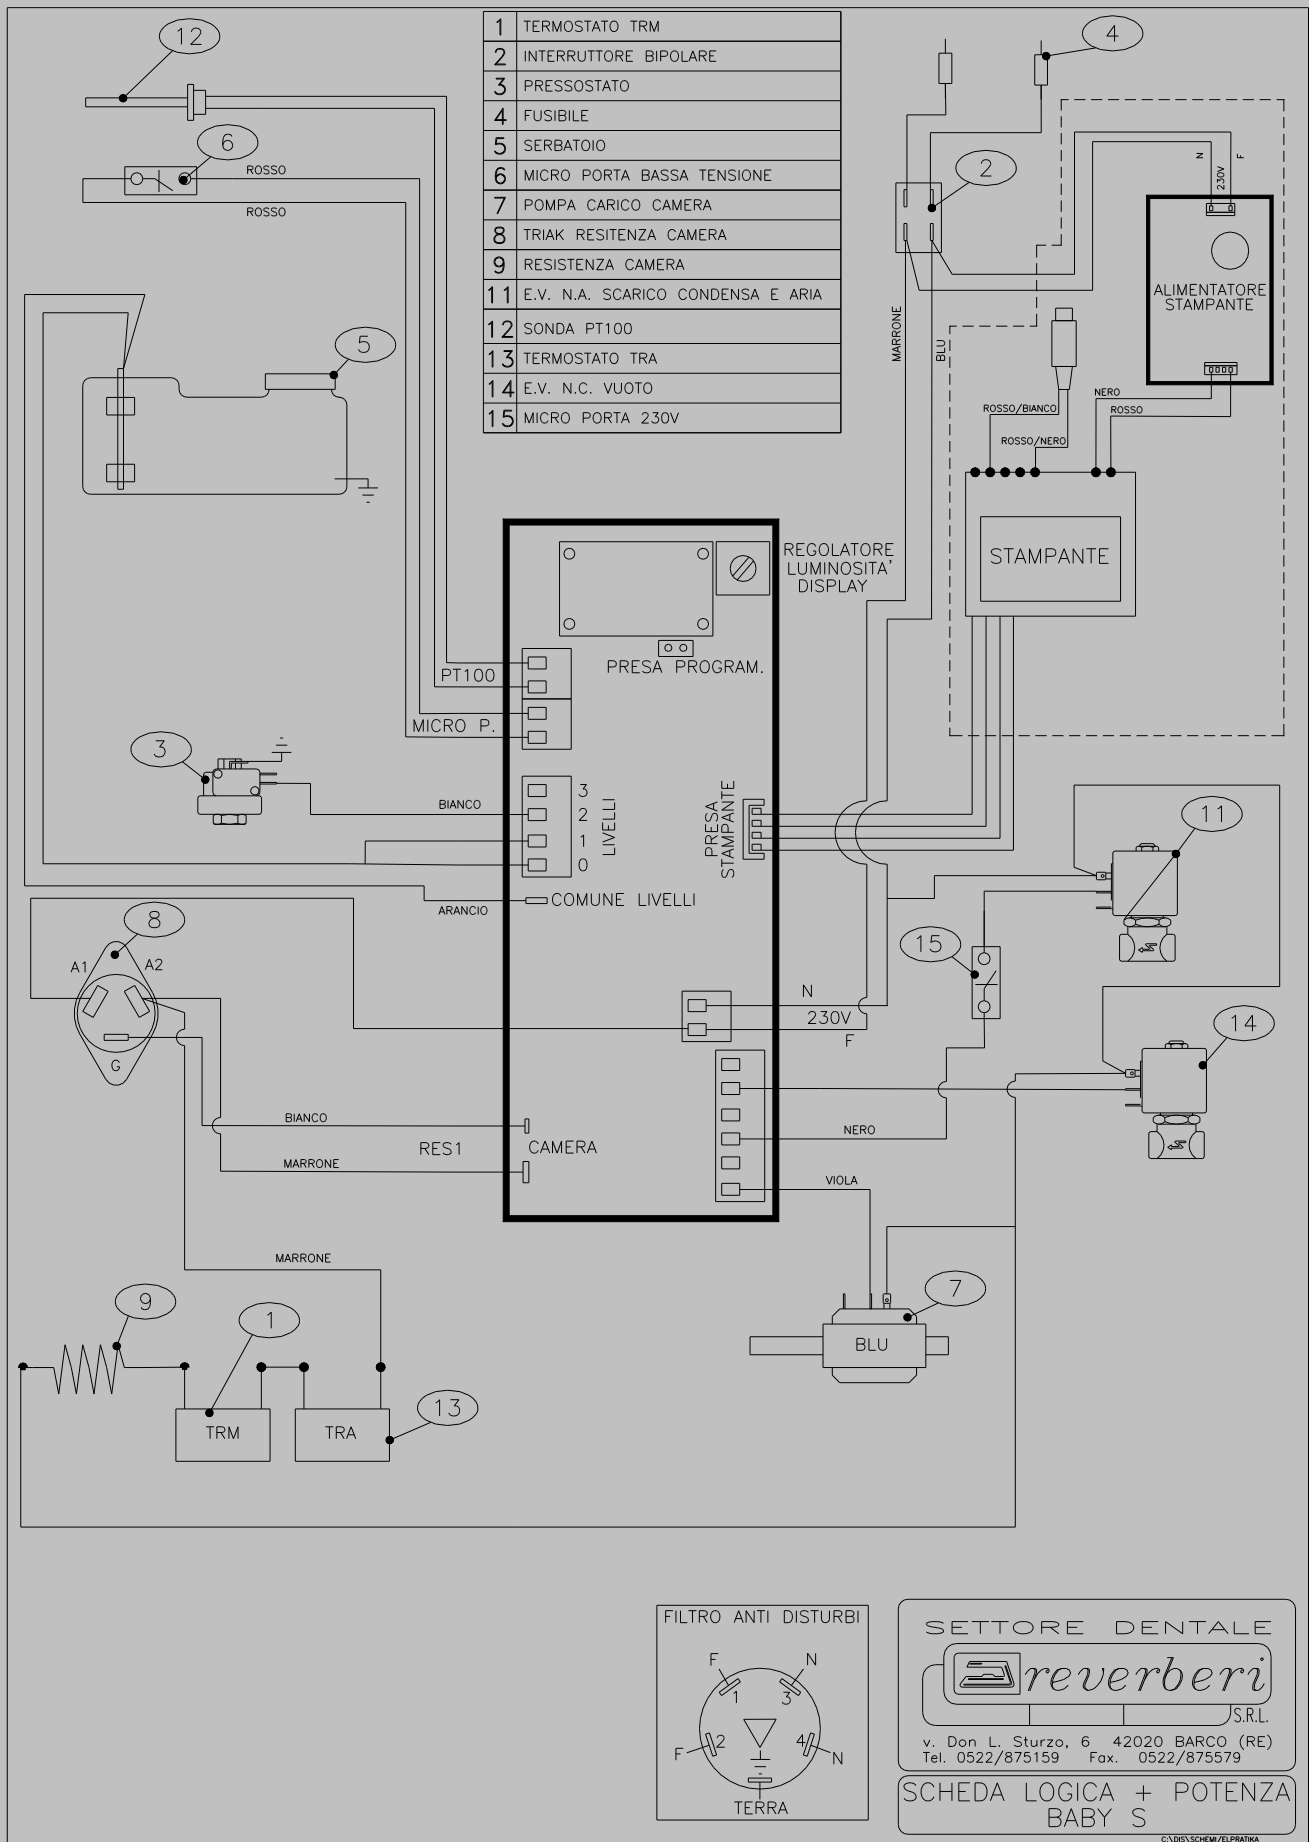 1 TERMOSTATO TRM
2 INTERRUTTORE BIPOLARE
3 PRESSOSTATO
4 FUSIBILE
5 SERBATOIO
6 MICRO PORTA BASSA TENSIONE
7 POMPA CARICO CAMERA
8 TRIAK RESITENZA CAMERA
9 RESISTENZA CAMERA
11 E.V. N.A. SCARICO CONDENSA E ARIA
12 SONDA PT100
13 TERMOSTATO TRA
14 E.V. N.C. VUOTO
15 MICRO PORTA 230V
12
4
6
ROSSO
ROSSO
2
N
230V
F
ALIMENTATORE
STAMPANTE
MARRONE
BLU
5
NERO
ROSSO
ROSSO/BIANCO
ROSSO/NERO
STAMPANTE
REGOLATORE
LUMINOSITA'
DISPLAY
PRESA PROGRAM.
PT100
MICRO P.
3
BIANCO
3
2
1
0
LIVELLI
PRESA
STAMPANTE
11
COMUNE LIVELLI
ARANCIO
8
A1
A2
G
15
N
230V
F
14
BIANCO
RES1
CAMERA
MARRONE
NERO
VIOLA
MARRONE
9
1
7
BLU
TRM
TRA
13
FILTRO ANTI DISTURBI
F
N
1
3
2
4
F
N
TERRA
SETTORE DENTALE
reverberi
S.R.L.
v. Don L. Sturzo, 6 42020 BARCO (RE)
Tel. 0522/875159 Fax. 0522/875579
SCHEDA LOGICA + POTENZA
BABY S
C:\DIS\SCHEMI/ELPRATIKA